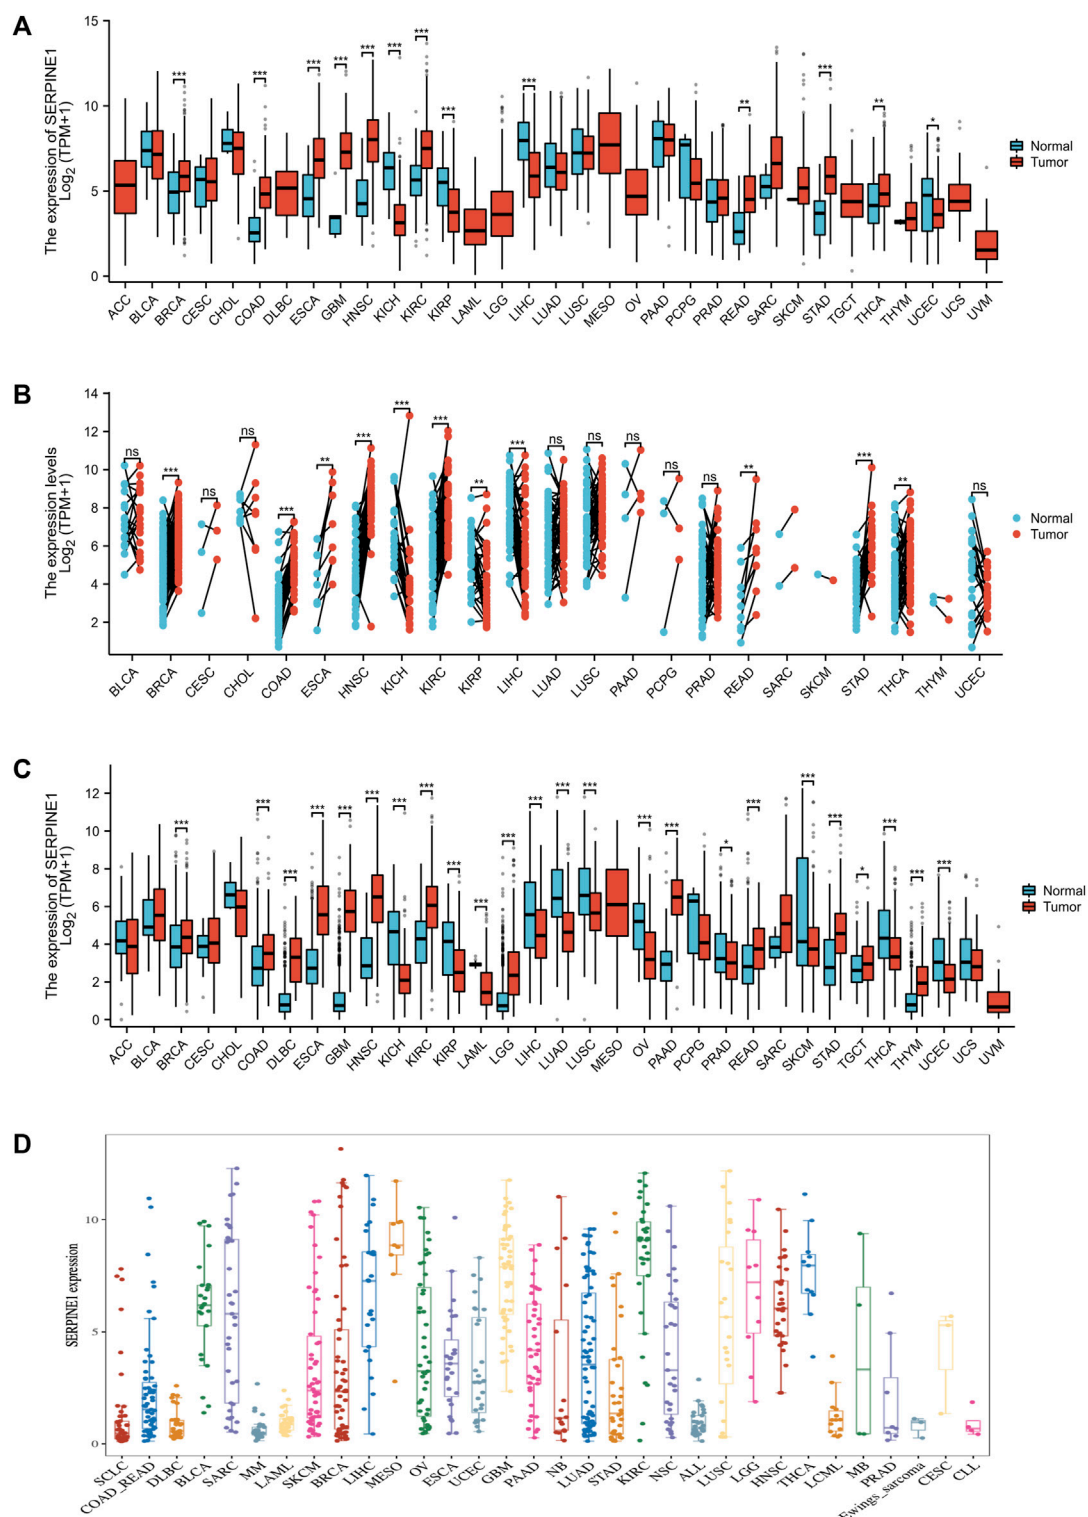 A
The expression of SERPINE1
Log2 (TPM+1)
15
10
5
0
*** *** *** *** *** *** *** *** *** ** *** ** *
Normal
Tumor
ACC BLCA BRCA CESC CHOL COAD DLBC ESCA GBM HNSC KICH KIRC KIRP LAML LGG LIHC LUAD LUSC MESO OV PAAD PCPG PRAD READ SARC SKCM STAD TGCT THCA THYM UCEC UCS UVM
B
The expression levels
Log2 (TPM+1)
14
12
10
8
6
4
2
ns *** ns ns *** ** *** *** *** ** *** ns ns ns ns ns ** *** ** ns
Normal
Tumor
BLCA BRCA CESC CHOL COAD ESCA HNSC KICH KIRC KIRP LIHC LUAD LUSC PAAD PCPG PRAD READ SARC SKCM STAD THCA THYM UCEC
C
The expression of SERPINE1
Log2 (TPM+1)
12
10
8
6
4
2
0
*** *** *** *** *** *** *** *** *** *** *** *** *** *** *** *** * *** *** *** * *** *** ***
Normal
Tumor
ACC BLCA BRCA CESC CHOL COAD DLBC ESCA GBM HNSC KICH KIRC KIRP LAML LGG LIHC LUAD LUSC MESO OV PAAD PCPG PRAD READ SARC SKCM STAD TGCT THCA THYM UCEC UCS UVM
D
SERPINE1 expression
10
5
0
SCLC COAD_READ DLBC BLCA SARC MM LAML SKCM BRCA LIHC MESO OV ESCA UCEC GBM PAAD NB LUAD STAD KIRC NSC ALL LUSC LGG HNSC THCA LCML MB PRAD Ewings_sarcoma CESC CLL